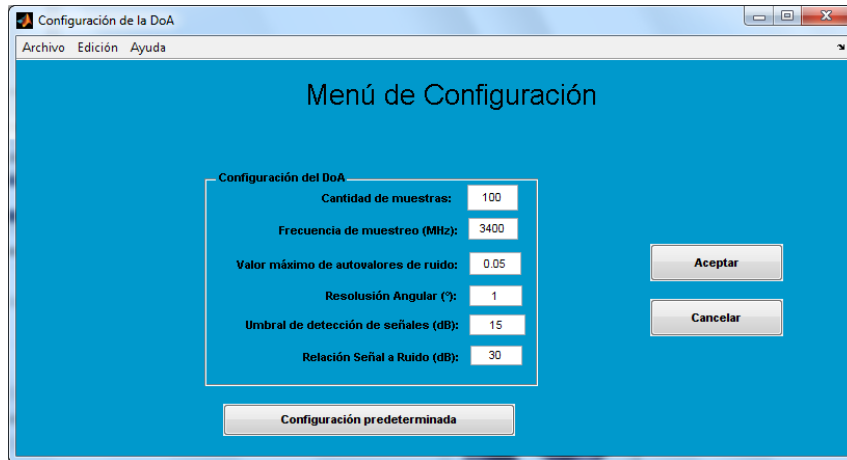 Configuración de la DoA
Archivo Edición Ayuda
Menú de Configuración
Configuración del DoA
Cantidad de muestras: 100
Frecuencia de muestreo (MHz): 3400
Valor máximo de autovalores de ruido: 0.05
Resolusión Angular (º): 1
Umbral de detección de señales (dB): 15
Relación Señal a Ruido (dB): 30
Aceptar
Cancelar
Configuración predeterminada